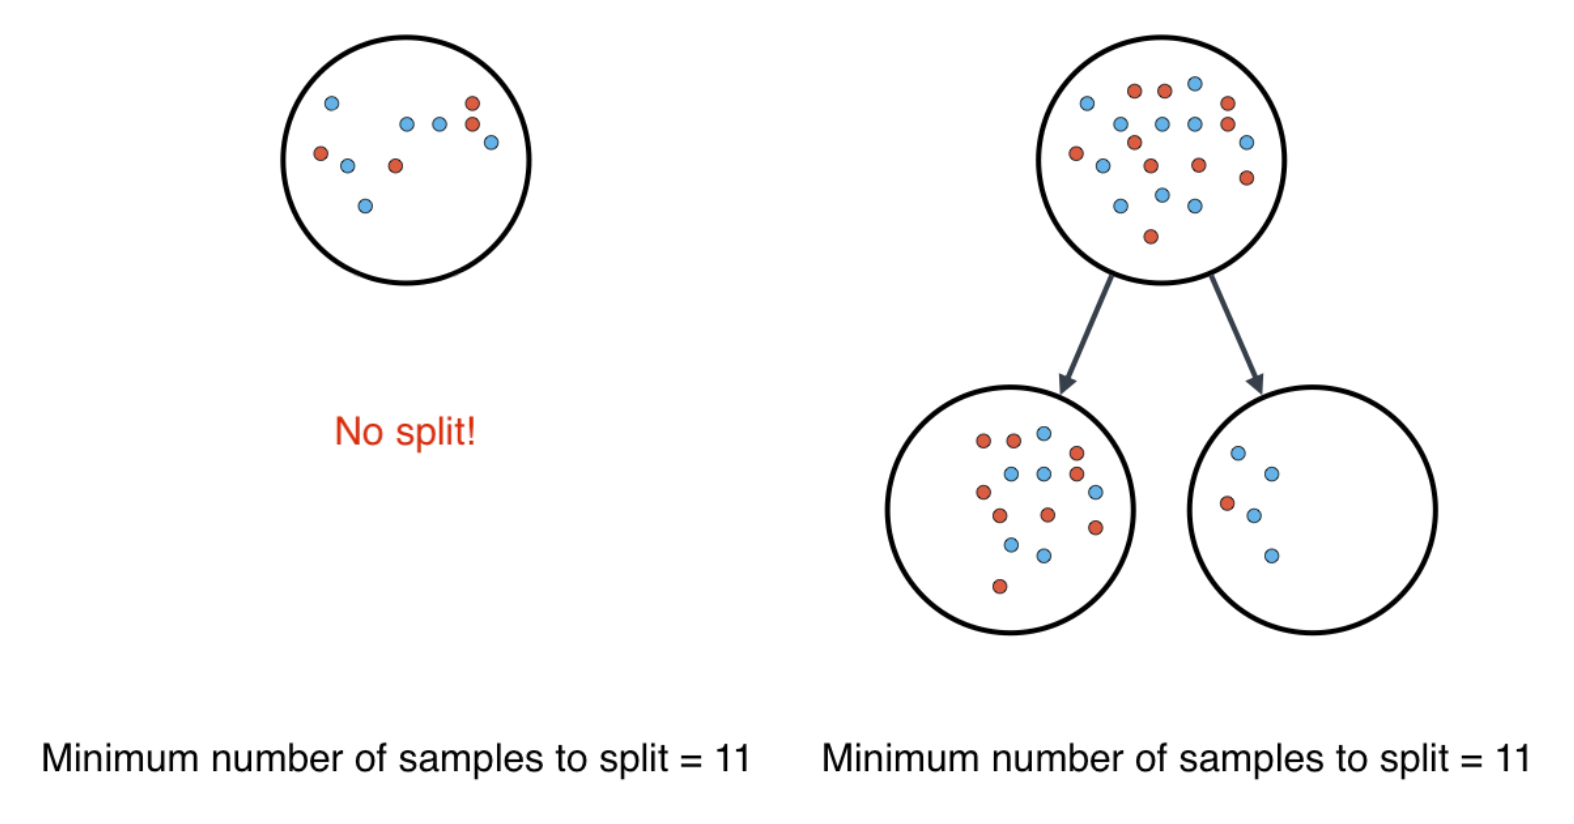 No split!
Minimum number of samples to split = 11
Minimum number of samples to split = 11